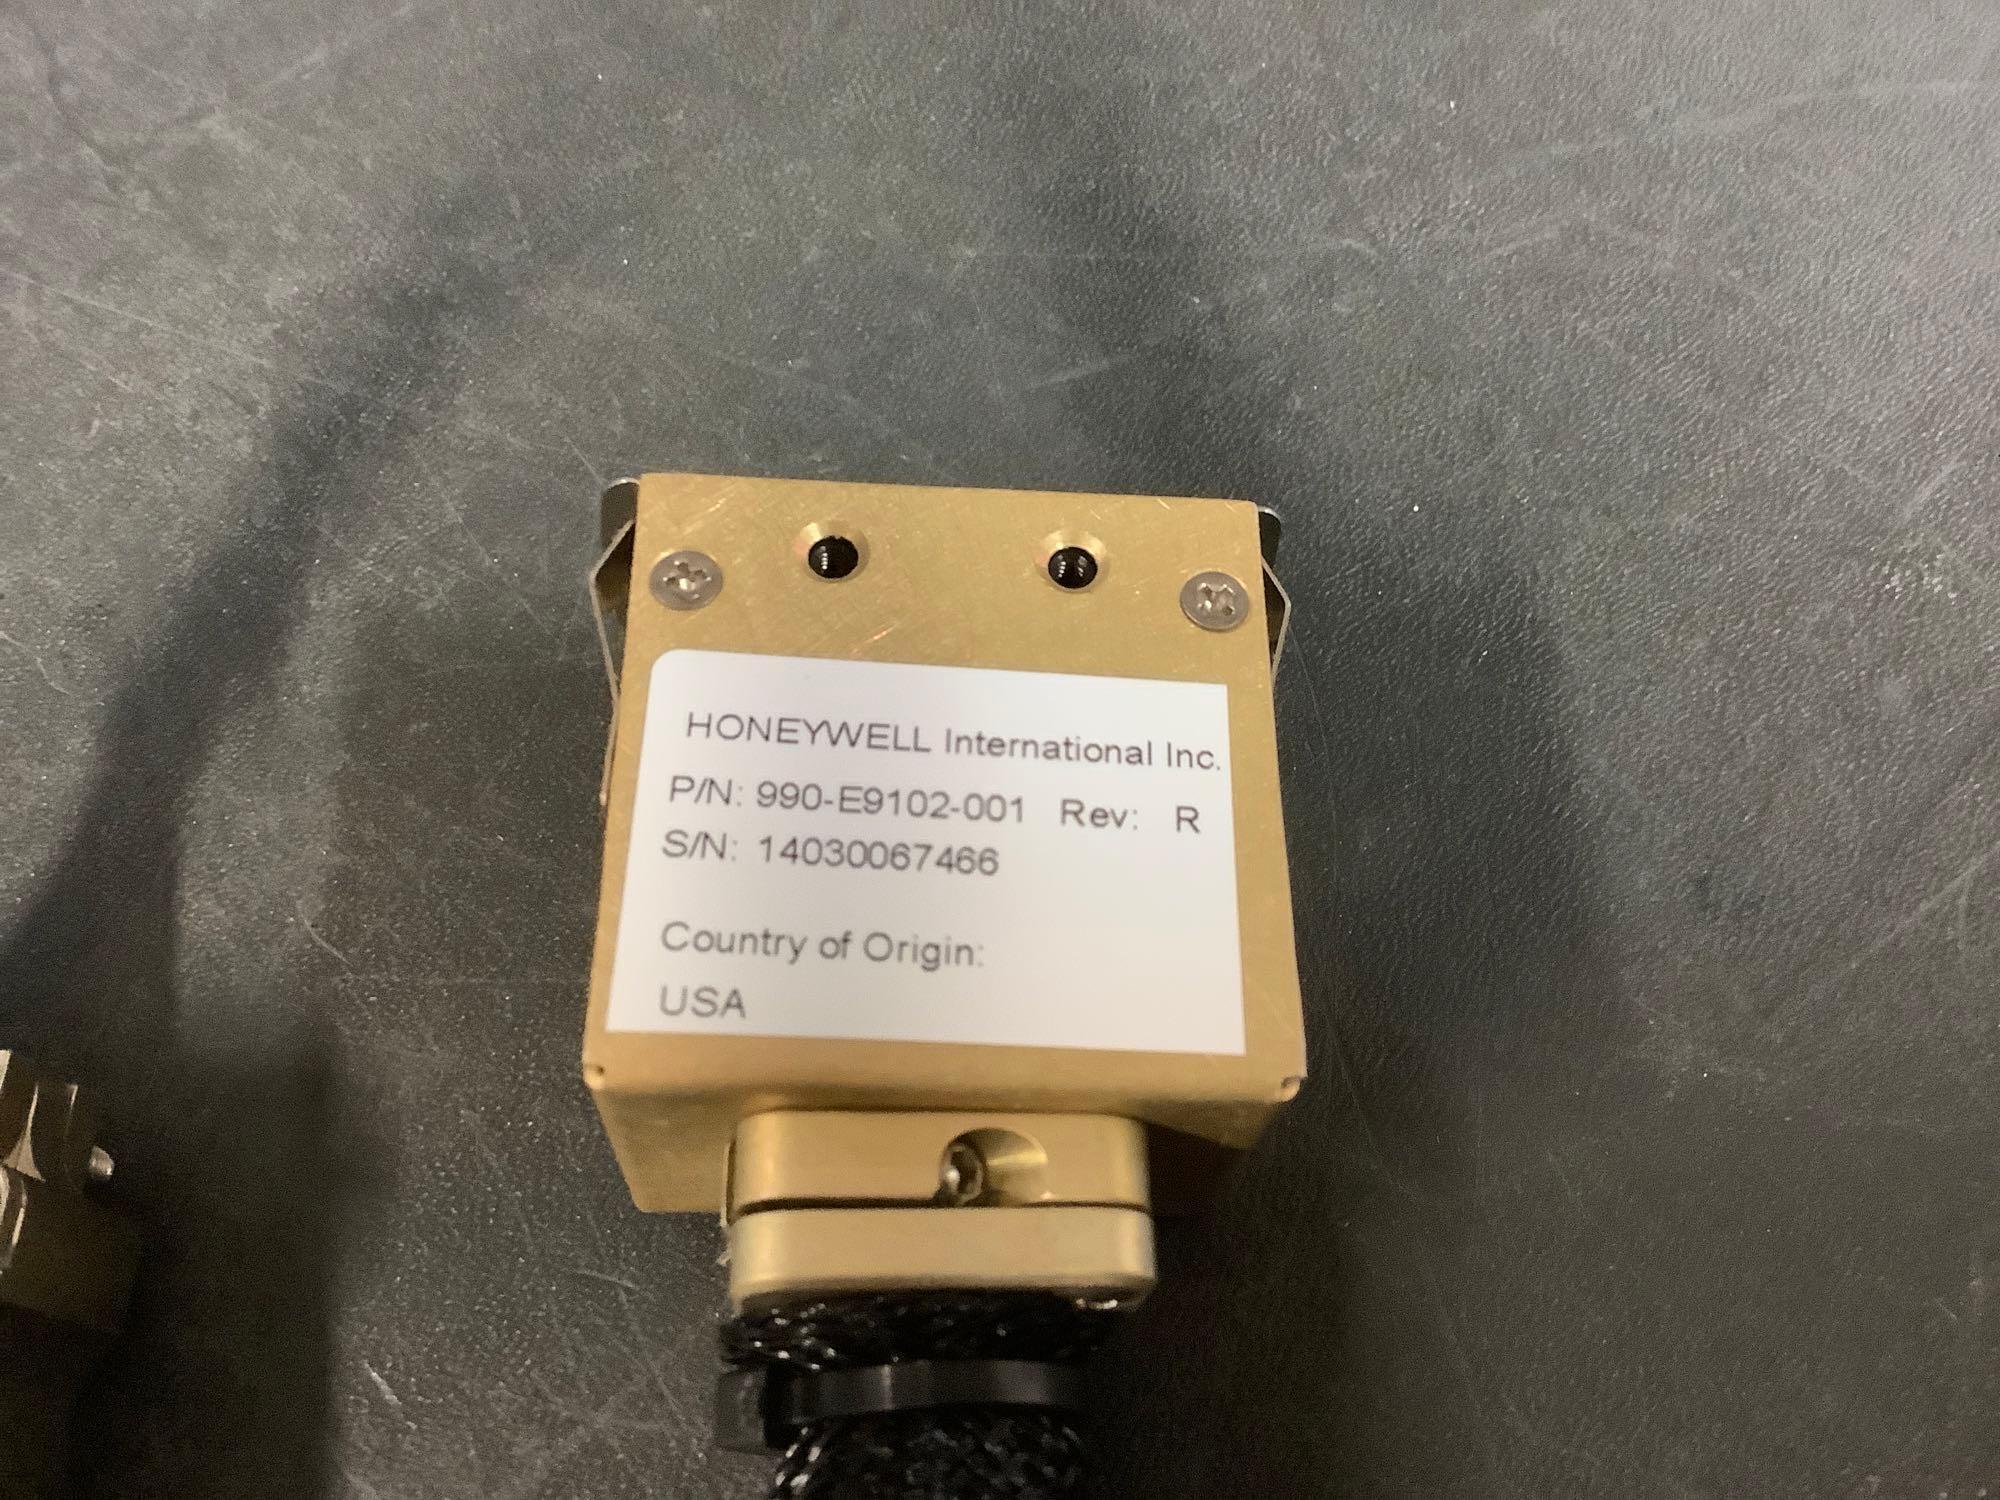 HONEYWELL International Inc.
P/N: 990-E9102-001 Rev: R
S/N: 14030067466
Country of Origin:
USA